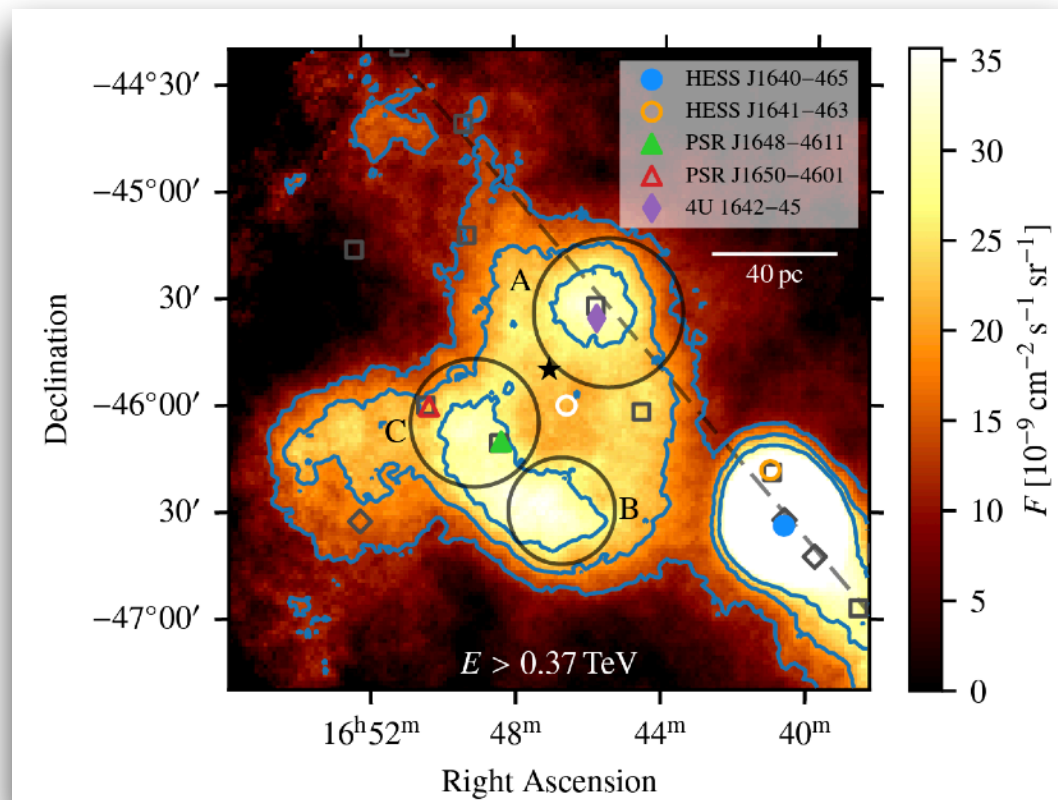 −44°30′
−45°00′
30′
−46°00′
30′
−47°00′
Declination
HESS J1640−465
HESS J1641−463
PSR J1648−4611
PSR J1650−4601
4U 1642−45
40 pc
A
C
B
E > 0.37 TeV
16ʰ52ᵐ
48ᵐ
44ᵐ
40ᵐ
Right Ascension
35
30
25
20
15
10
5
0
F [10⁻⁹ cm⁻² s⁻¹ sr⁻¹]